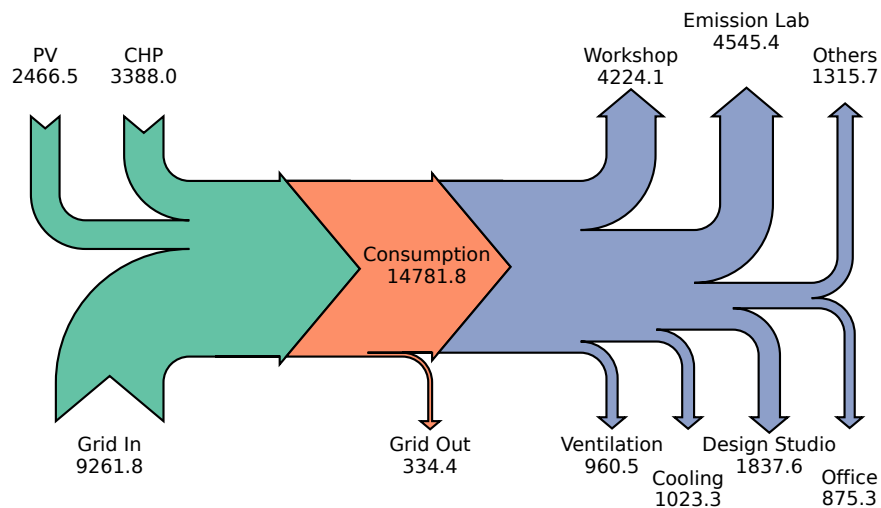 Emission Lab
4545.4
PV
2466.5
CHP
3388.0
Workshop
4224.1
Others
1315.7
Consumption
14781.8
Grid In
9261.8
Grid Out
334.4
Ventilation
960.5
Design Studio
1837.6
Cooling
1023.3
Office
875.3